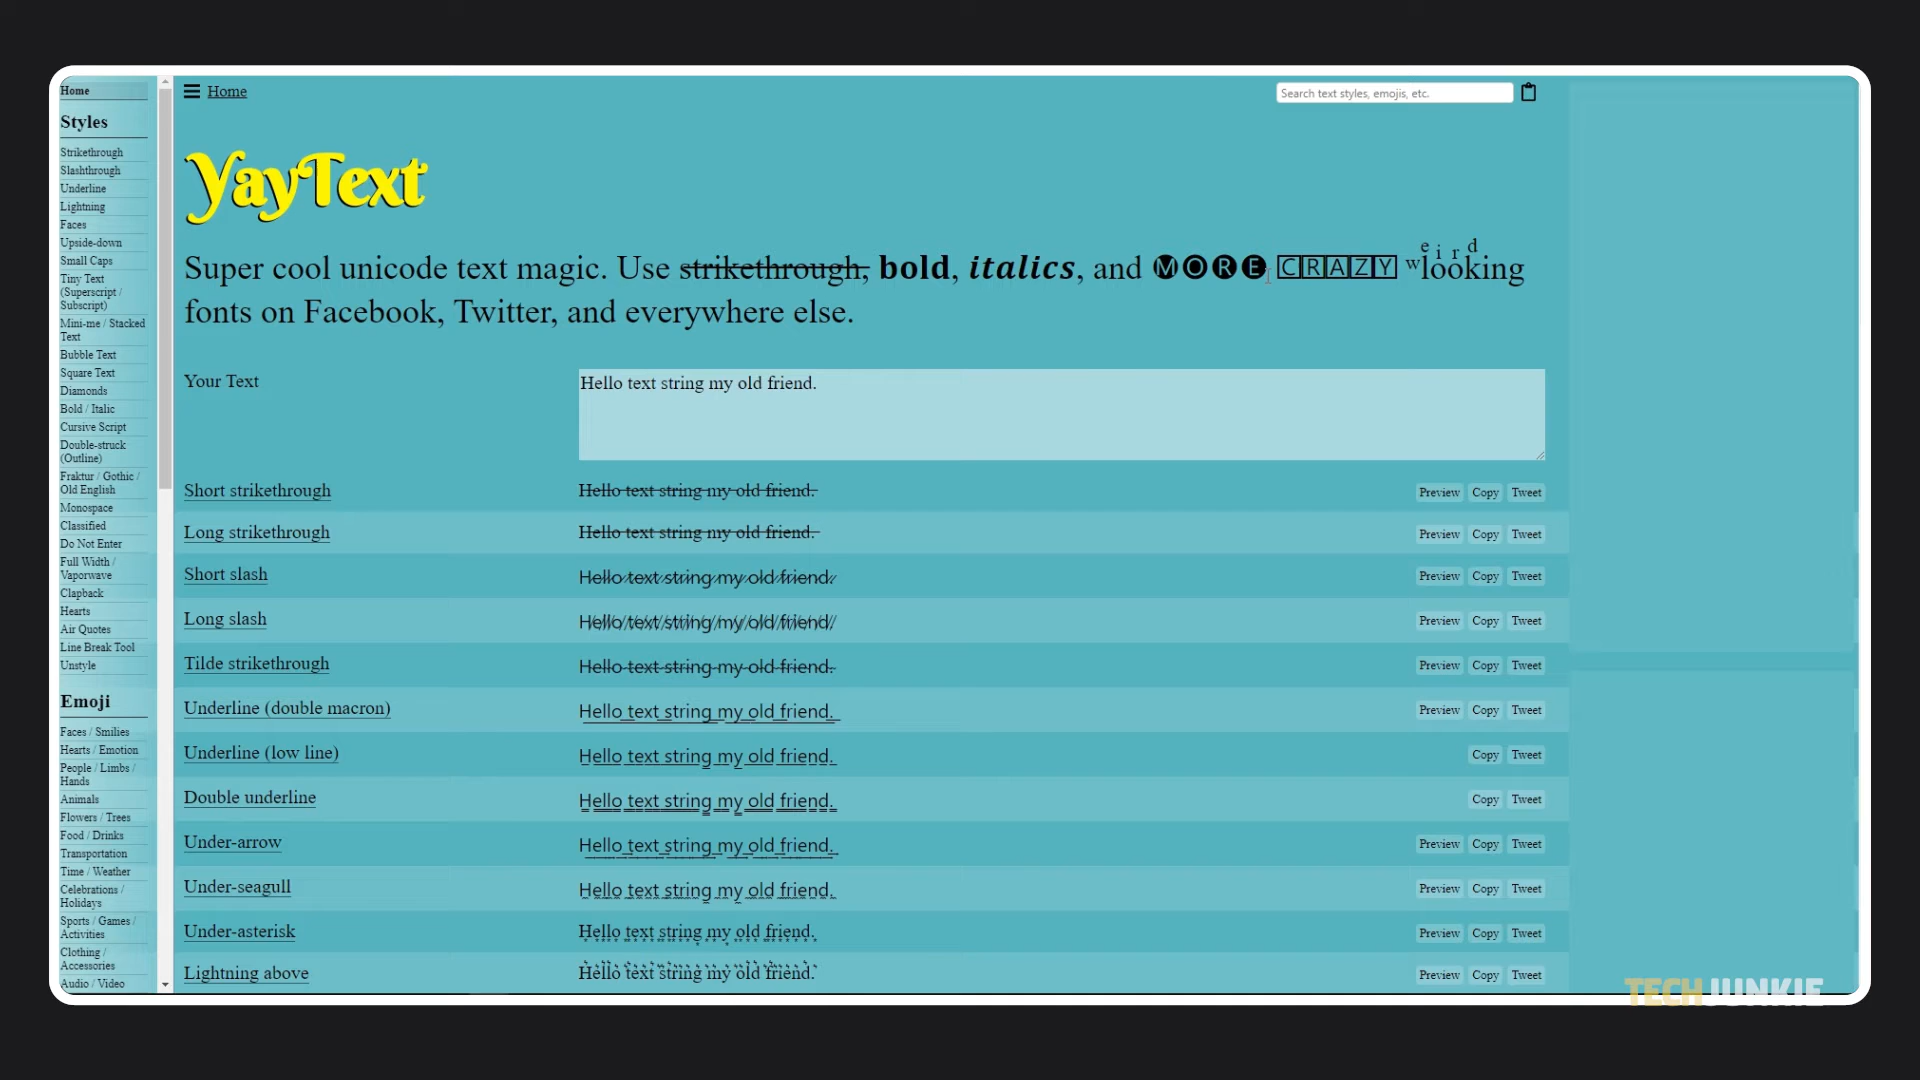 Home
Styles
Strikethrough
Slashthrough
Underline
Lightning
Faces
Upside-down
Small Caps
Tiny Text
(Superscript /
Subscript)
Mini-me / Stacked
Text
Bubble Text
Square Text
Diamonds
Bold / Italic
Cursive Script
Double-struck
(Outline)
Fraktur / Gothic /
Old English
Monospace
Classified
Do Not Enter
Full Width /
Vaporwave
Clapback
Hearts
Air Quotes
Line Break Tool
Unstyle
Emoji
Faces / Smilies
Hearts / Emotion
People / Limbs /
Hands
Animals
Flowers / Trees
Food / Drinks
Transportation
Time / Weather
Celebrations /
Holidays
Sports / Games /
Activities
Clothing /
Accessories
Audio / Video
Home
Search text styles, emojis, etc.
YayText
Super cool unicode text magic. Use strikethrough, bold, italics, and MORE CRAZY weird looking
fonts on Facebook, Twitter, and everywhere else.
Your Text
Hello text string my old friend.
Short strikethrough Hello text string my old friend. Preview Copy Tweet
Long strikethrough Hello text string my old friend. Preview Copy Tweet
Short slash Hello text string my old friend. Preview Copy Tweet
Long slash Hello text string my old friend. Preview Copy Tweet
Tilde strikethrough Hello text string my old friend. Preview Copy Tweet
Underline (double macron) Hello text string my old friend. Preview Copy Tweet
Underline (low line) Hello text string my old friend. Copy Tweet
Double underline Hello text string my old friend. Copy Tweet
Under-arrow Hello text string my old friend. Preview Copy Tweet
Under-seagull Hello text string my old friend. Preview Copy Tweet
Under-asterisk Hello text string my old friend. Preview Copy Tweet
Lightning above Hello text string my old friend. Preview Copy Tweet
TECHJUNKIE